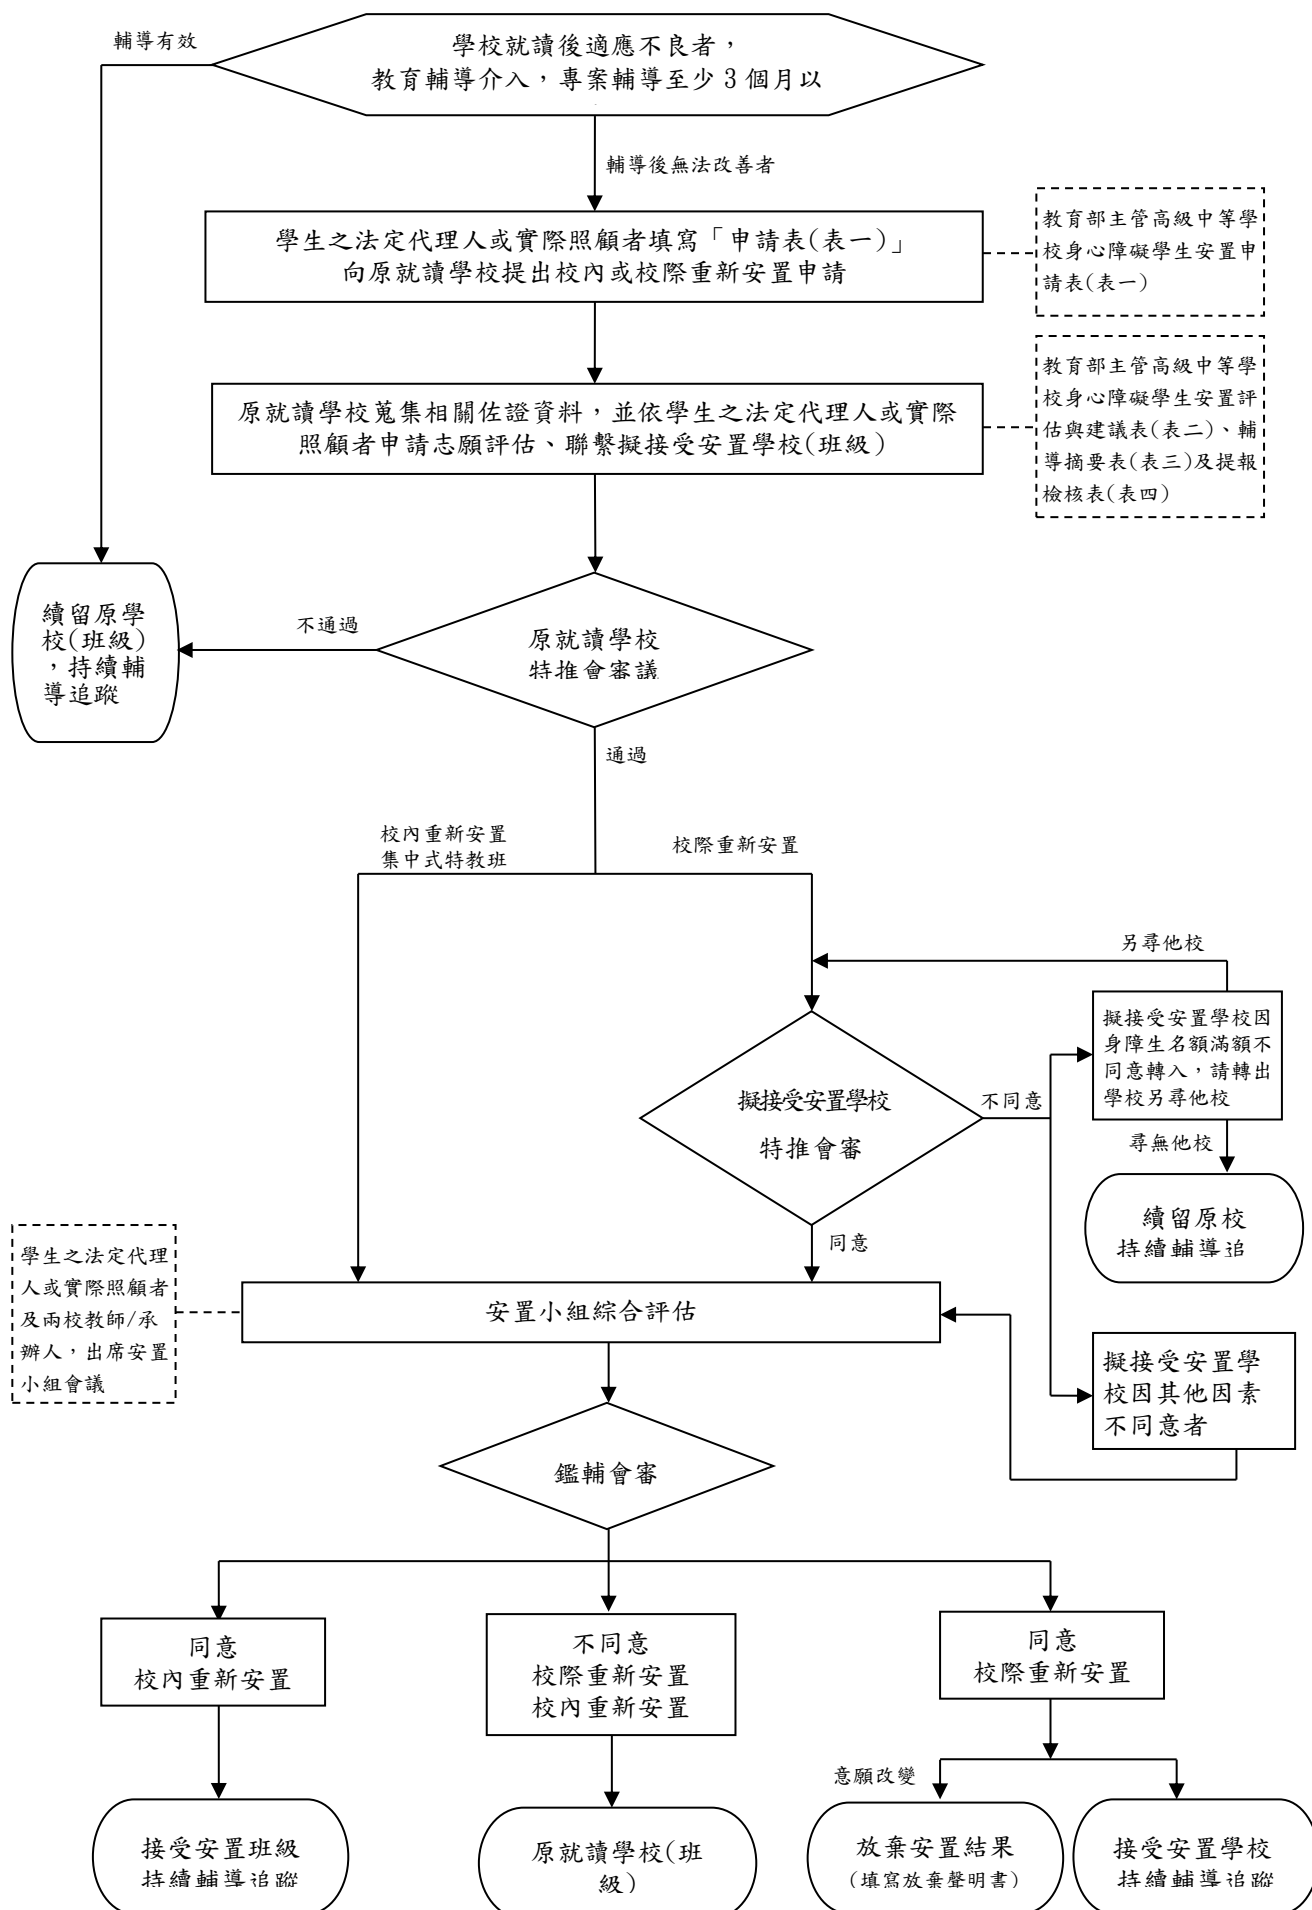 輔導有效
學校就讀後適應不良者，
教育輔導介入，專案輔導至少 3 個月以
輔導後無法改善者
學生之法定代理人或實際照顧者填寫「申請表(表一)」
向原就讀學校提出校內或校際重新安置申請
教育部主管高級中等學
校身心障礙學生安置申
請表(表一)
原就讀學校蒐集相關佐證資料，並依學生之法定代理人或實際
照顧者申請志願評估、聯繫擬接受安置學校(班級)
教育部主管高級中等學
校身心障礙學生安置評
估與建議表(表二)、輔
導摘要表(表三)及提報
檢核表(表四)
續留原學
校(班級)
，持續輔
導追蹤
不通過
原就讀學校
特推會審議
通過
校內重新安置
集中式特教班
校際重新安置
另尋他校
擬接受安置學校因
身障生名額滿額不
同意轉入，請轉出
學校另尋他校
擬接受安置學校
特推會審
不同意
尋無他校
續留原校
持續輔導追
同意
學生之法定代理
人或實際照顧者
及兩校教師/承
辦人，出席安置
小組會議
安置小組綜合評估
擬接受安置學
校因其他因素
不同意者
鑑輔會審
同意
校內重新安置
不同意
校際重新安置
校內重新安置
同意
校際重新安置
意願改變
接受安置班級
持續輔導追蹤
原就讀學校(班
級)
放棄安置結果
(填寫放棄聲明書)
接受安置學校
持續輔導追蹤